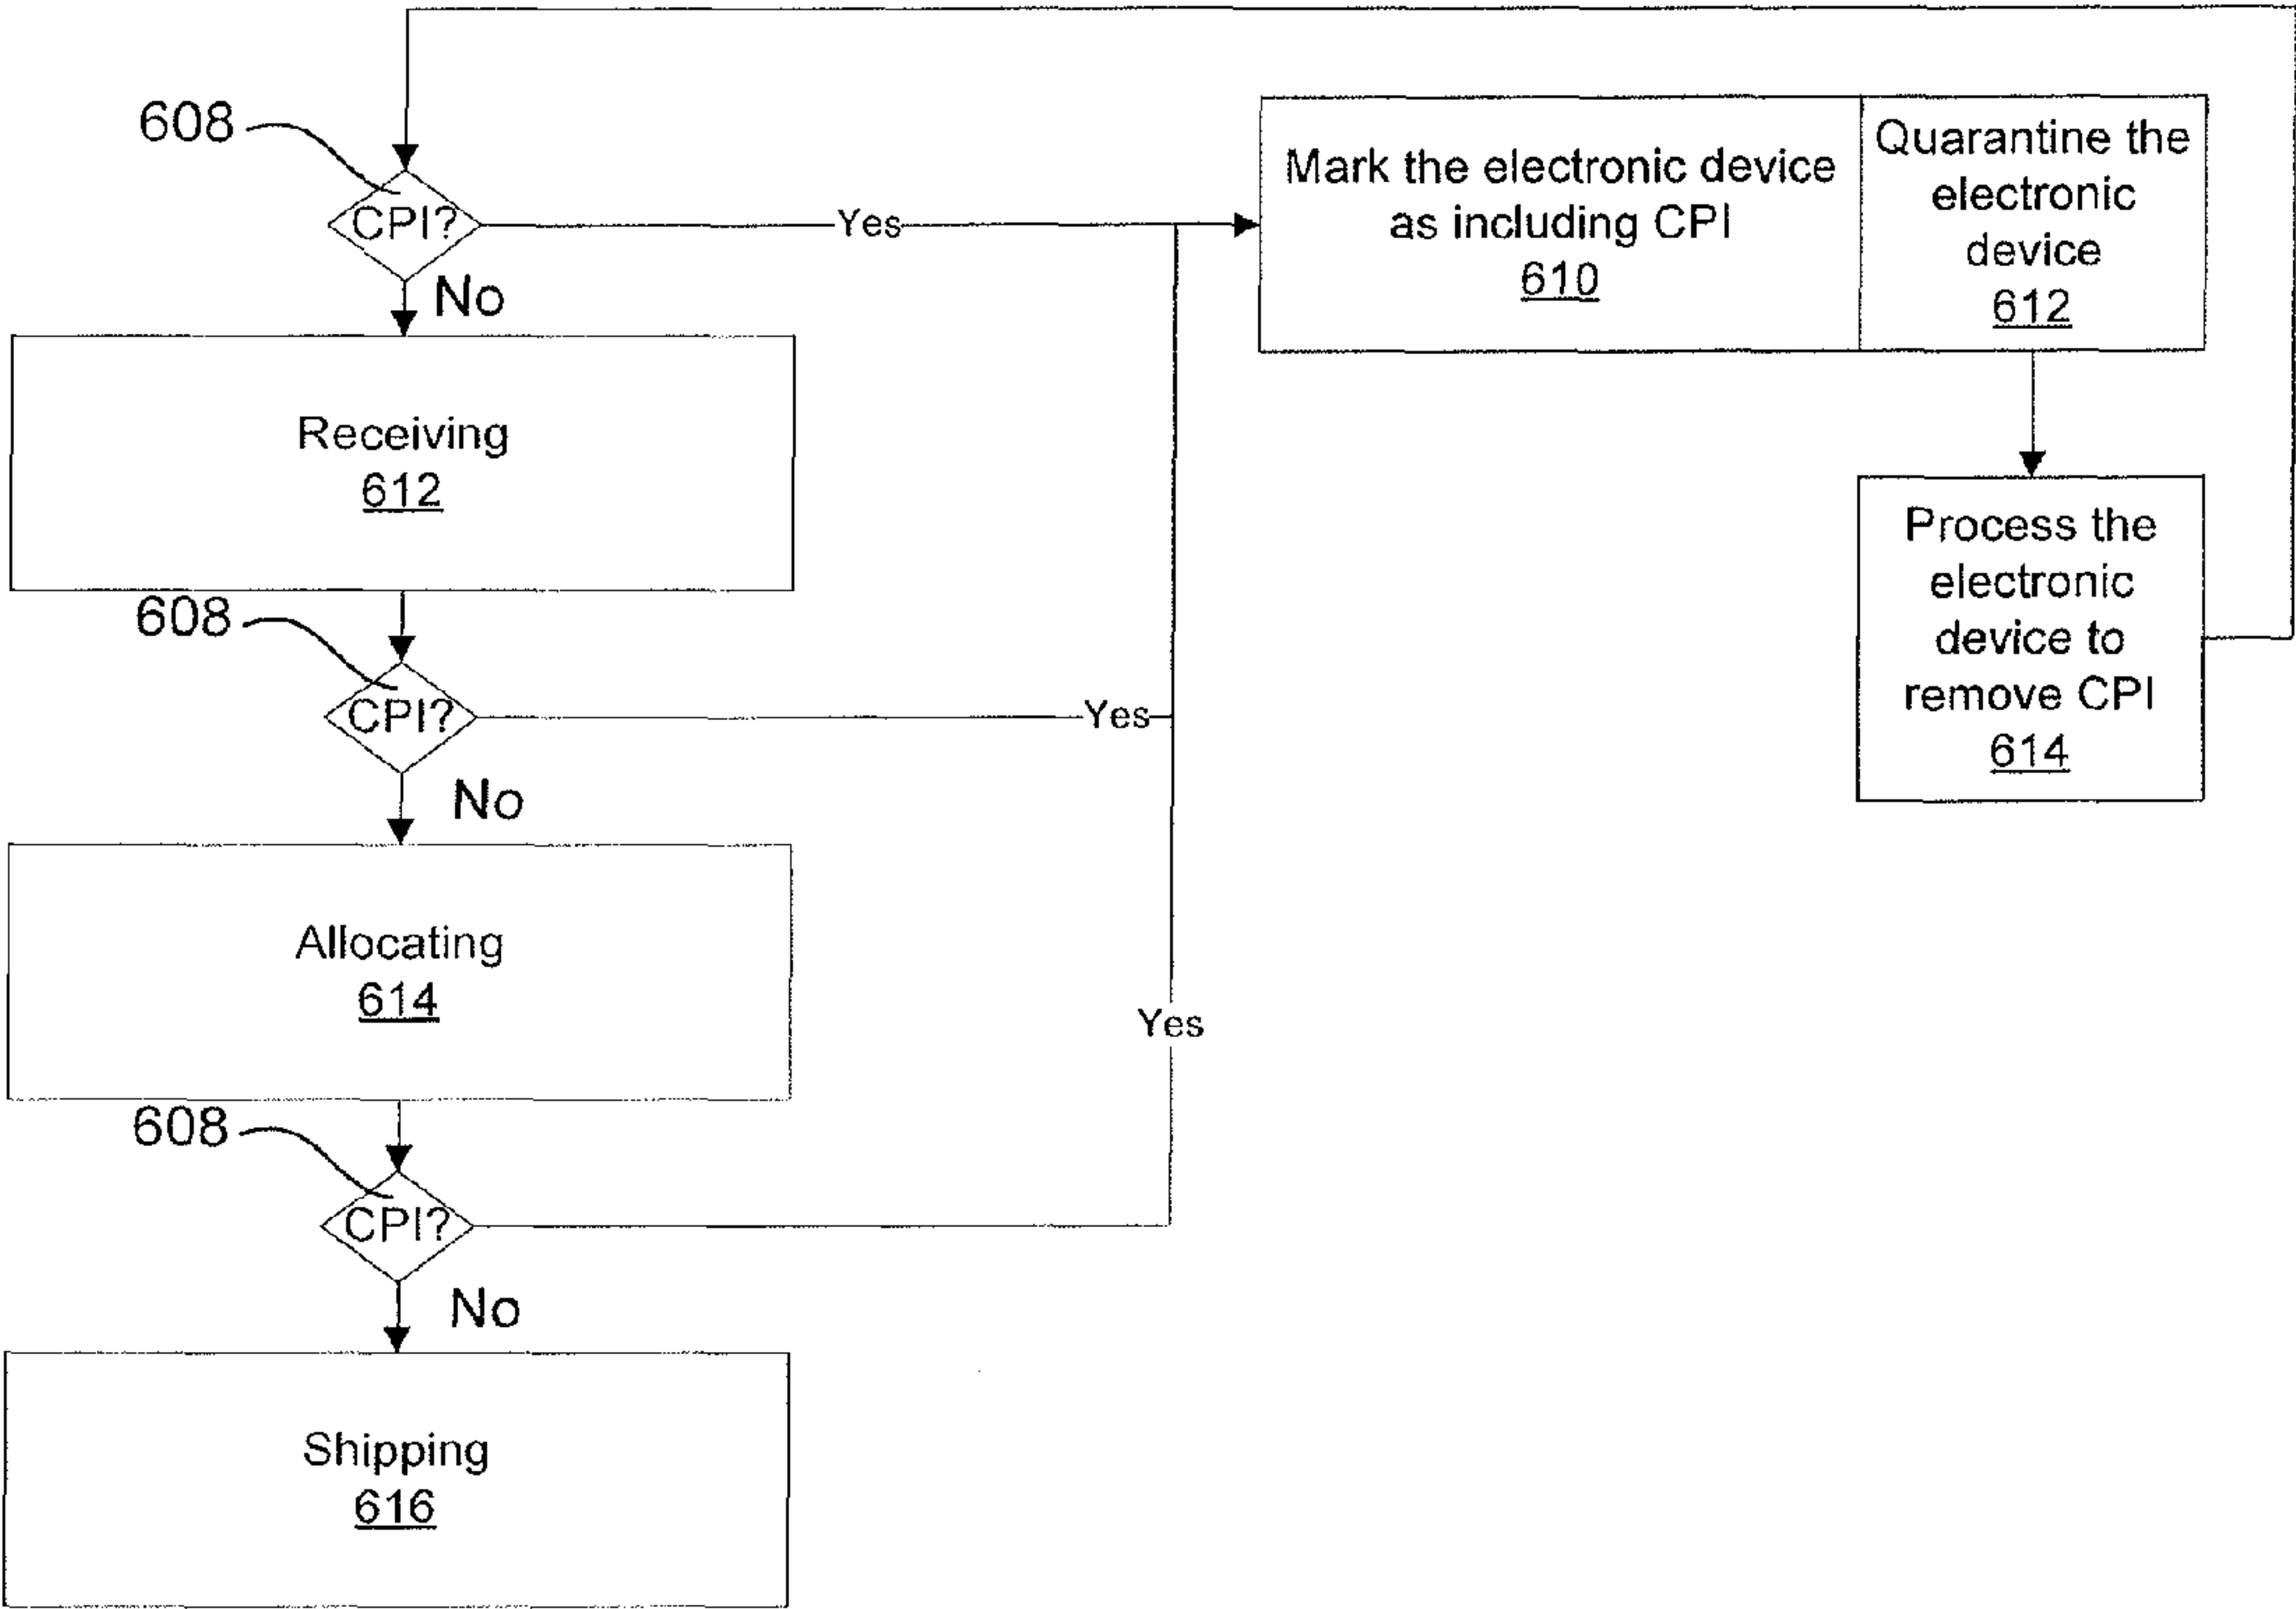 608
CPI?
Yes
No
Mark the electronic device
as including CPI
610
Quarantine the
electronic
device
612
Receiving
612
Process the
electronic
device to
remove CPI
614
608
CPI?
Yes
No
Allocating
614
Yes
608
CPI?
No
Shipping
616